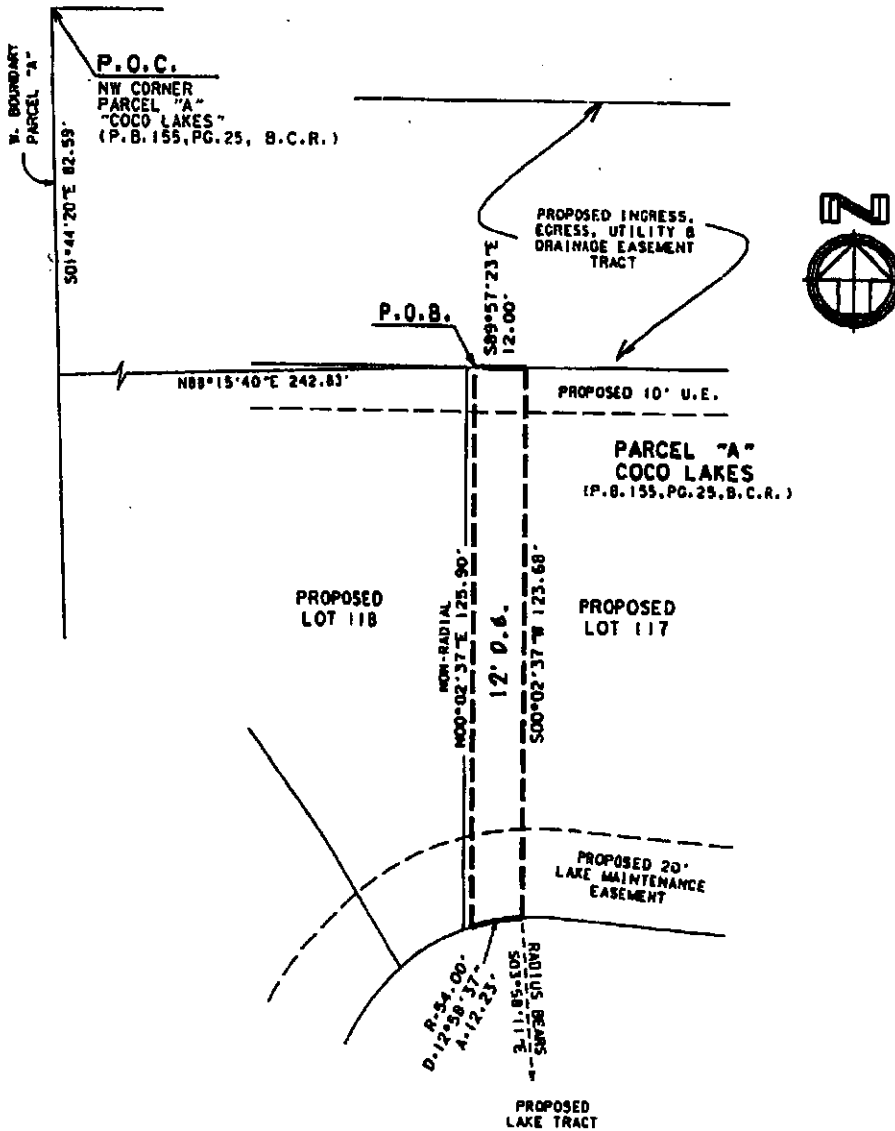 W. BOUNDARY
PARCEL "A"
S01°44'20"E 82.59'
P.O.C.
NW CORNER
PARCEL "A"
"COCO LAKES"
(P.B.155,PG.25, B.C.R.)
PROPOSED INGRESS,
EGRESS, UTILITY &
DRAINAGE EASEMENT
TRACT
N
P.O.B.
S89°57'23"E
12.00'
N88°15'40"E 242.83'
PROPOSED 10' U.E.
PARCEL "A"
COCO LAKES
(P.B.155,PG.25,B.C.R.)
PROPOSED
LOT 118
NON-RADIAL
N00°02'37"E 125.90'
12' D.E.
S00°02'37"W 123.68'
PROPOSED
LOT 117
PROPOSED 20'
LAKE MAINTENANCE
EASEMENT
R=54.00'
D=12°58'37"
A=12.23'
RADIUS BEARS
S03°58'11"E
PROPOSED
LAKE TRACT